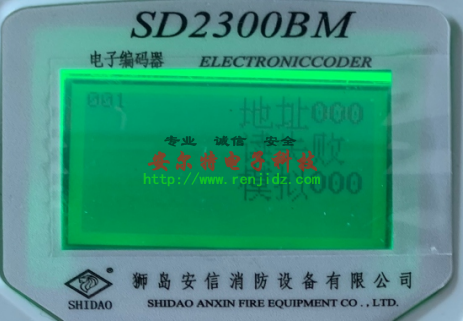 SD2300BM
电子编码器 ELECTRONICCODER
001
地址000
专业 诚信 安全
安尔特电子科技
http://www.renjidz.com
模拟000
狮岛安信消防设备有限公司
SHIDAO
SHIDAO ANXIN FIRE EQUIPMENT CO., LTD.